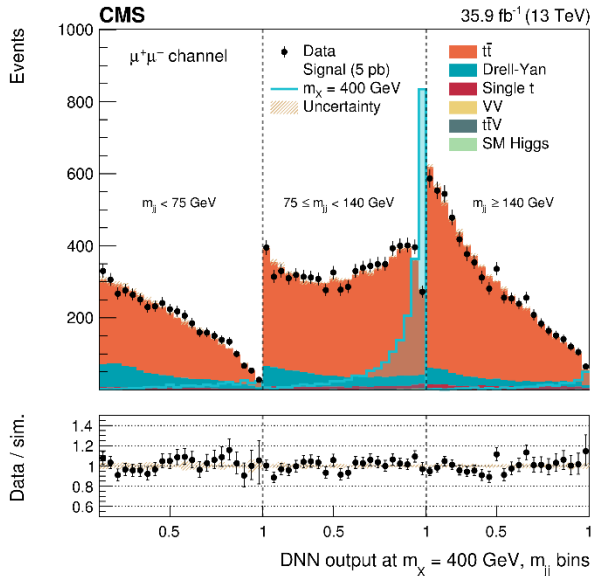 CMS 35.9 fb⁻¹ (13 TeV)
Events
μ⁺μ⁻ channel
Data
Signal (5 pb)
m_X = 400 GeV
Uncertainty
tt̅
Drell-Yan
Single t
VV
tt̅V
SM Higgs
1000
800
600
400
200
m_jj < 75 GeV
75 ≤ m_jj < 140 GeV
m_jj ≥ 140 GeV
Data / sim.
1.4
1.2
1
0.8
0.6
0.5 1 0.5 1 0.5 1
DNN output at m_X = 400 GeV, m_jj bins